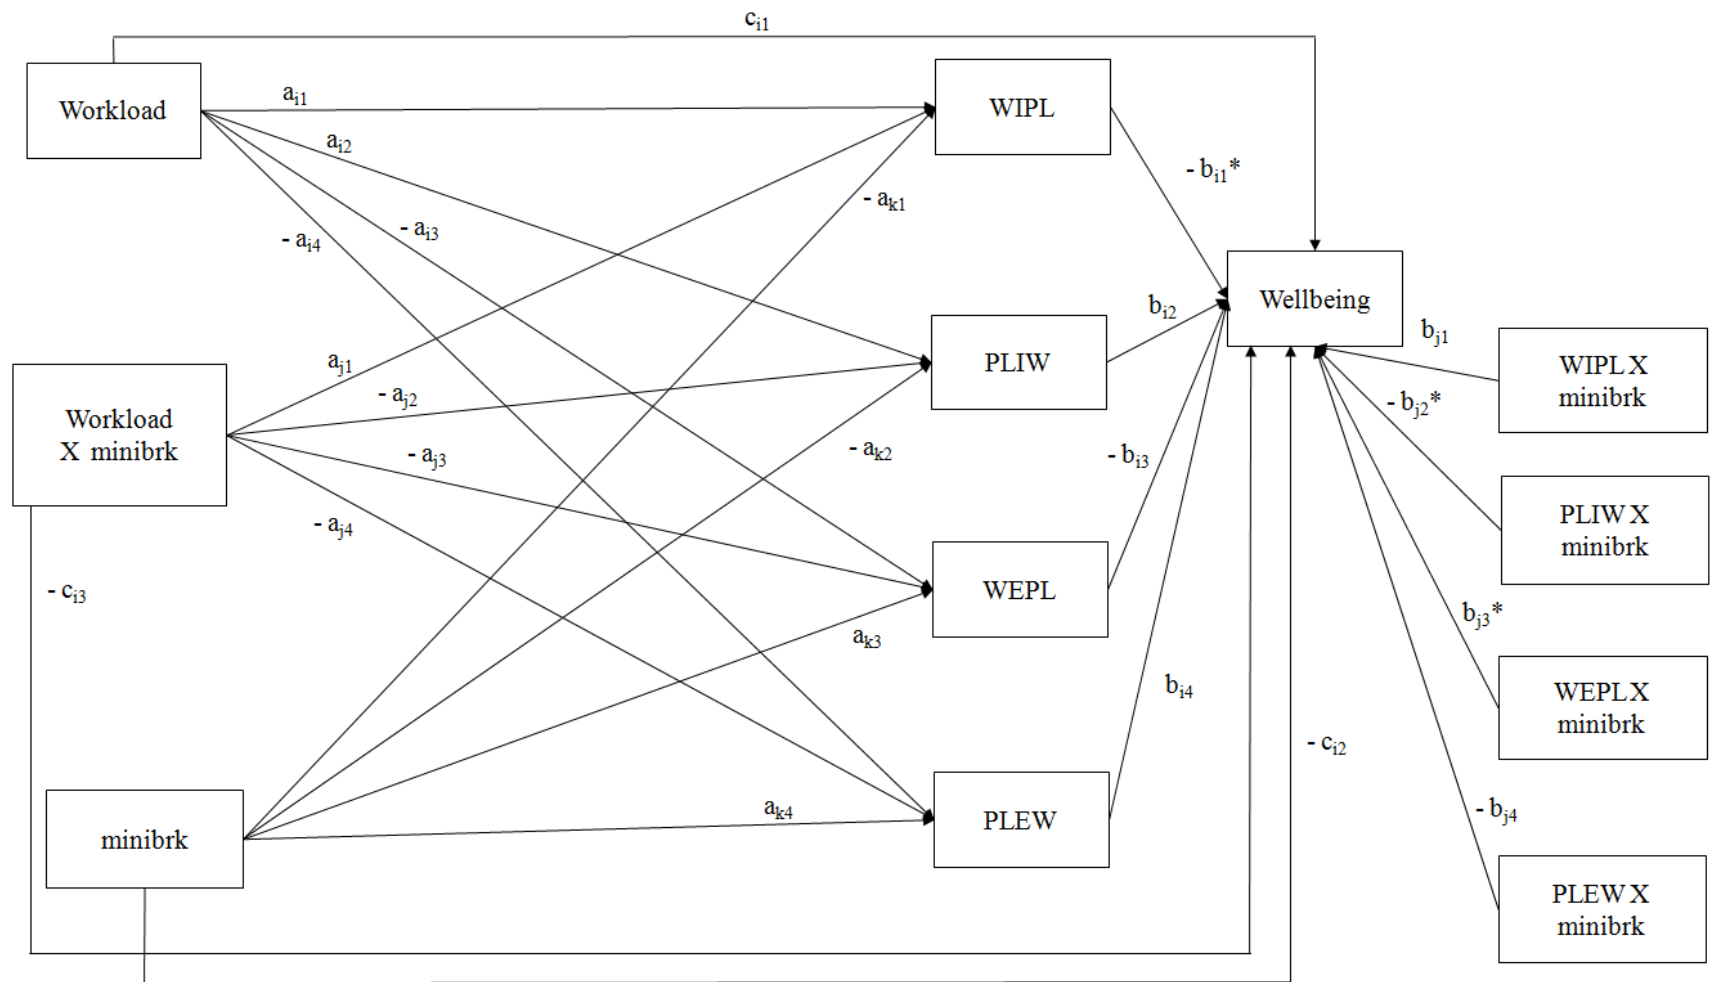 c_i1
Workload
a_i1
WIPL
a_i2
- b_i1*
- a_k1
- a_i3
- a_i4
Wellbeing
b_i2
b_j1
PLIW
WIPL X
minibrk
a_j1
- a_j2
- b_j2*
Workload
X minibrk
- a_k2
- a_j3
- b_i3
PLIW X
minibrk
- a_j4
- c_i3
WEPL
b_j3*
a_k3
b_i4
WEPL X
minibrk
- c_i2
a_k4
- b_j4
minibrk
PLEW
PLEW X
minibrk